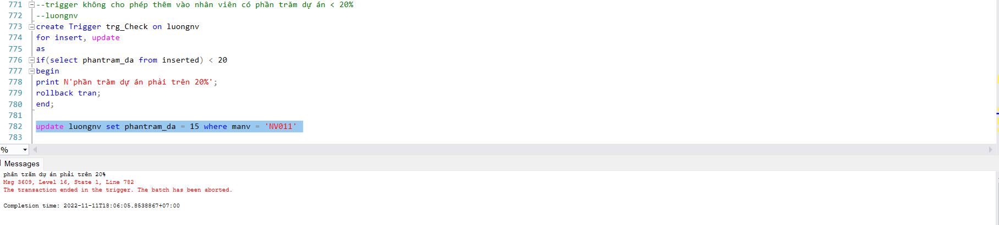 771 --trigger không cho phép thêm vào nhân viên có phần trăm dự án < 20%
772 --luongnv
773 create Trigger trg_Check on luongnv
774 for insert, update
775 as
776 if(select phantram_da from inserted) < 20
777 begin
778 print N'phần trăm dự án phải trên 20%';
779 rollback tran;
780 end;
781
782 update luongnv set phantram_da = 15 where manv = 'NV011'
783
%
Messages
phần trăm dự án phải trên 20%
Msg 3609, Level 16, State 1, Line 782
The transaction ended in the trigger. The batch has been aborted.
Completion time: 2022-11-11T18:06:05.8538867+07:00